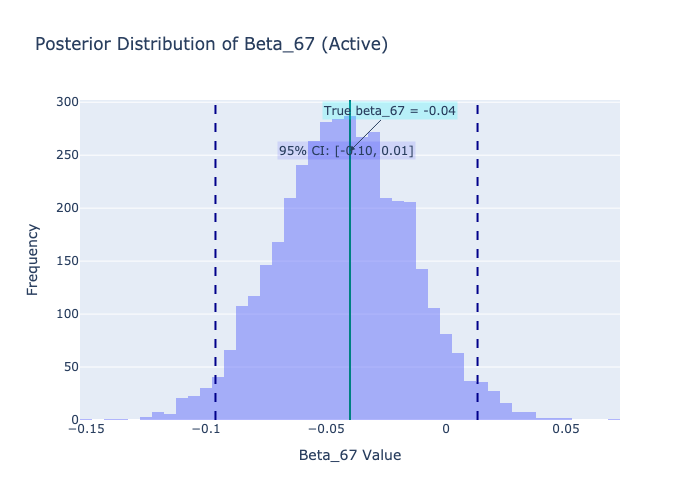 Posterior Distribution of Beta_67 (Active)
True beta_67 = -0.04
95% CI: [-0.10, 0.01]
Frequency
300
250
200
150
100
50
0
−0.15
−0.1
−0.05
0
0.05
Beta_67 Value